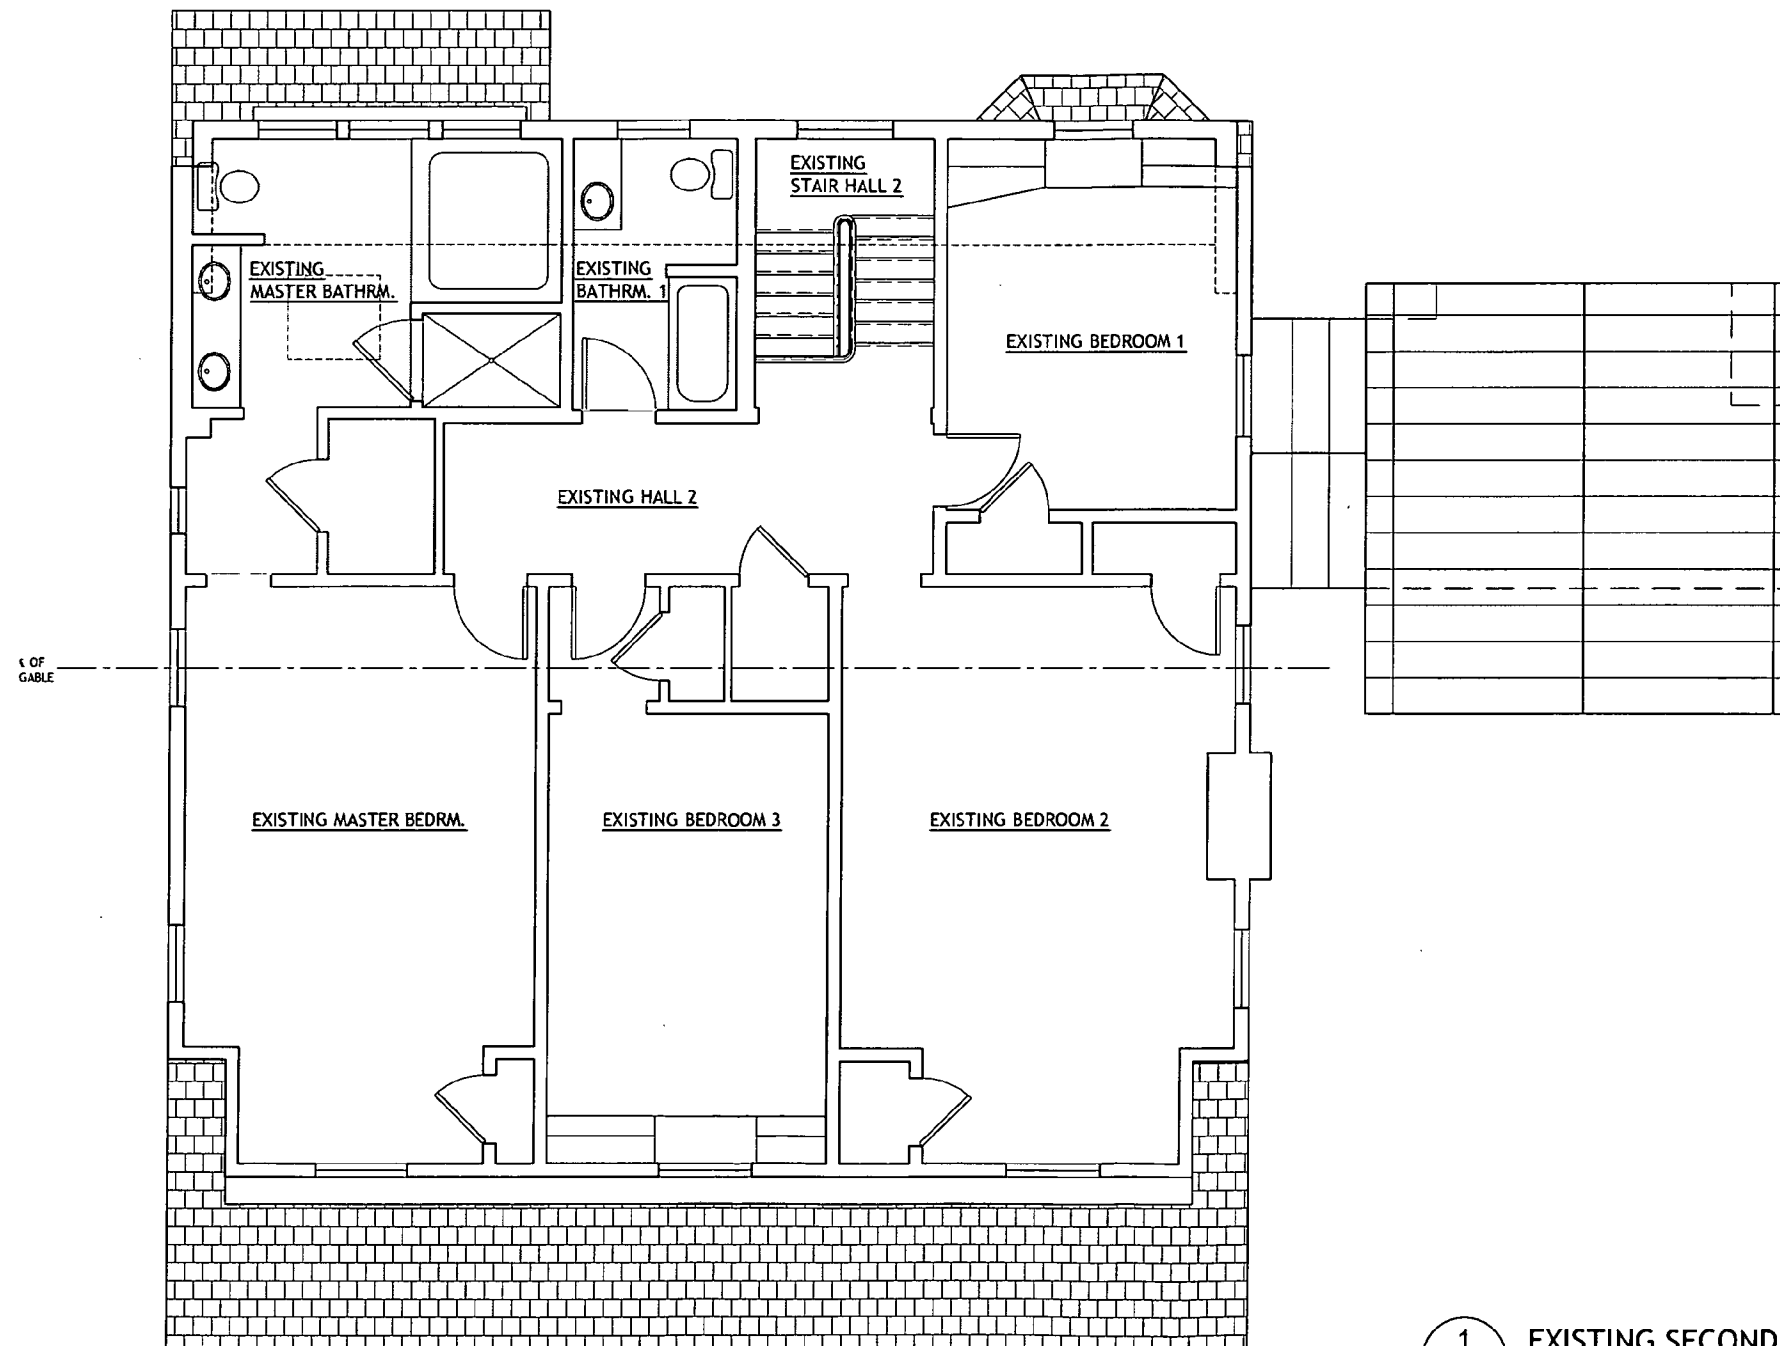 EXISTING
STAIR HALL 2
EXISTING
MASTER BATHRM.
EXISTING
BATHRM. 1
EXISTING BEDROOM 1
EXISTING HALL 2
℄ OF
GABLE
EXISTING MASTER BEDRM.
EXISTING BEDROOM 3
EXISTING BEDROOM 2
1
EXISTING SECOND